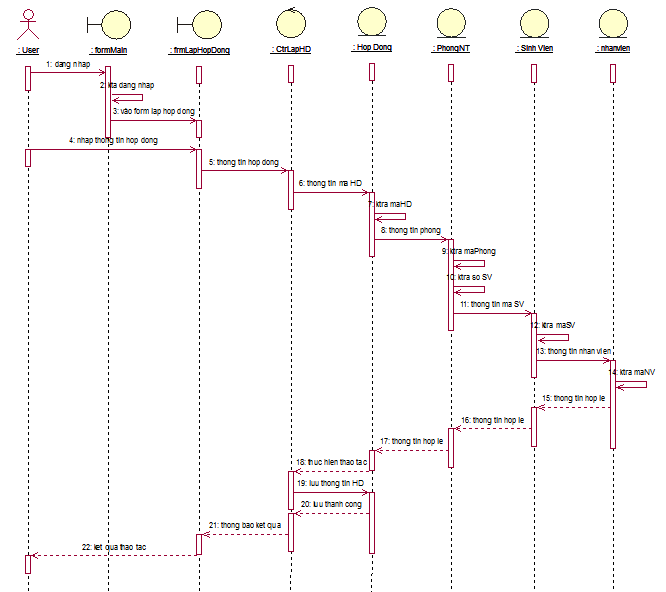 : User
: formMain
: frmLapHopDong
: CtrLapHD
: Hop Dong
: PhongNT
: Sinh Vien
: nhanvien
1: dang nhap
2: kta dang nhap
3: vào form lap hop dong
4: nhap thong tin hop dong
5: thong tin hop dong
6: thong tin ma HD
7: ktra maHD
8: thong tin phong
9: ktra maPhong
10: ktra so SV
11: thong tin ma SV
12: ktra maSV
13: thong tin nhan vien
14: ktra maNV
15: thong tin hop le
16: thong tin hop le
17: thong tin hop le
18: thuc hien thao tac
19: luu thong tin HD
20: luu thanh cong
21: thong bao ket qua
22: ket qua thao tac